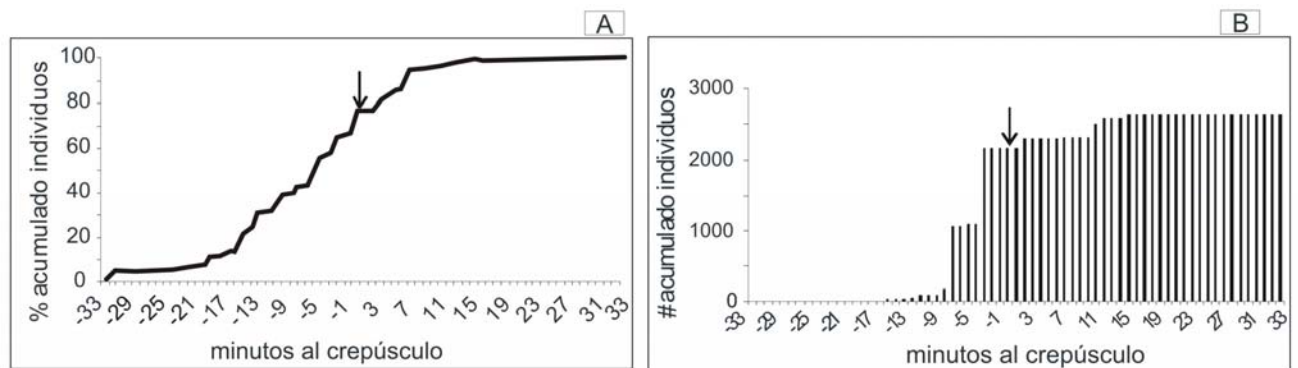 A
% acumulado individuos
100
80
60
40
20
0
-33 -29 -25 -21 -17 -13 -9 -5 -1 3 7 15 11 19 23 27 31 33
minutos al crepúsculo
B
#acumulado individuos
3000
2000
1000
0
-33 -29 -25 -21 -17 -13 -9 -5 -1 3 7 11 15 19 23 27 31 33
minutos al crepúsculo